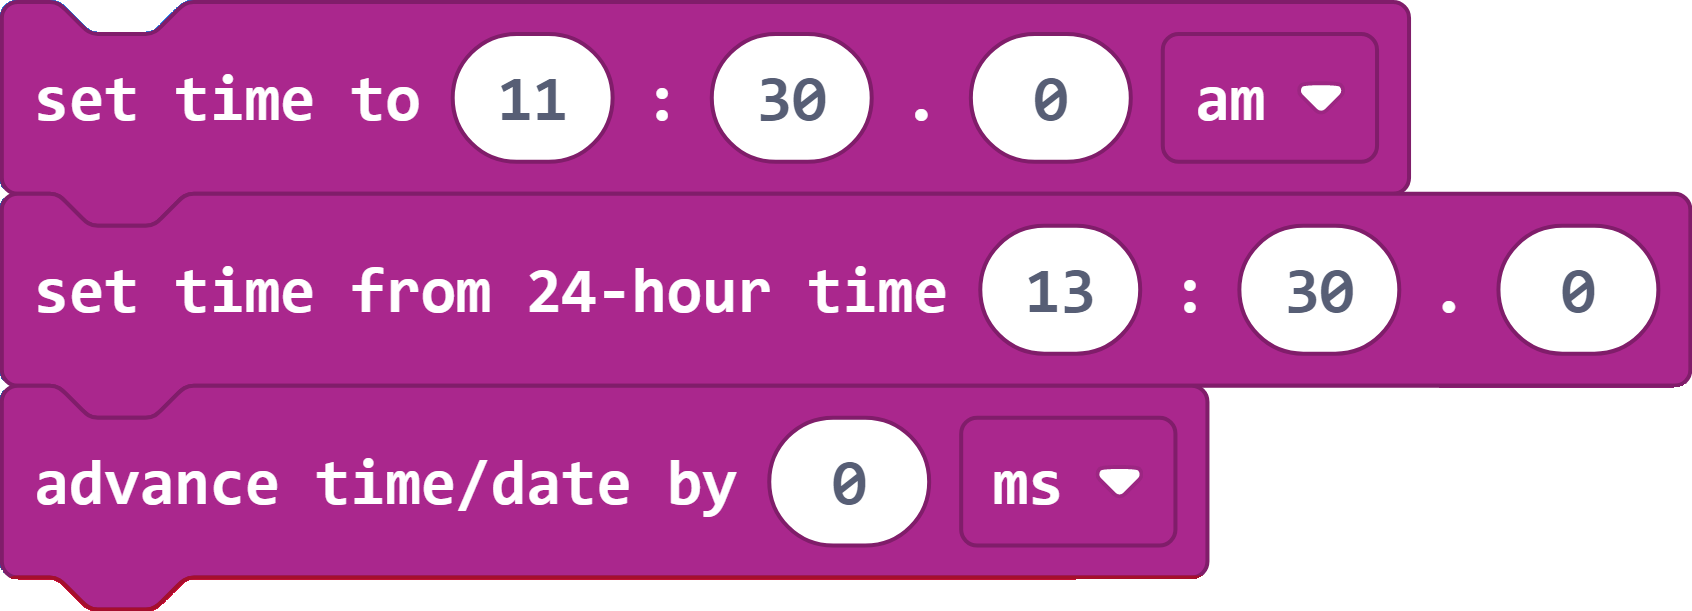 set time to 11 : 30 . 0 am
set time from 24-hour time 13 : 30 . 0
advance time/date by 0 ms